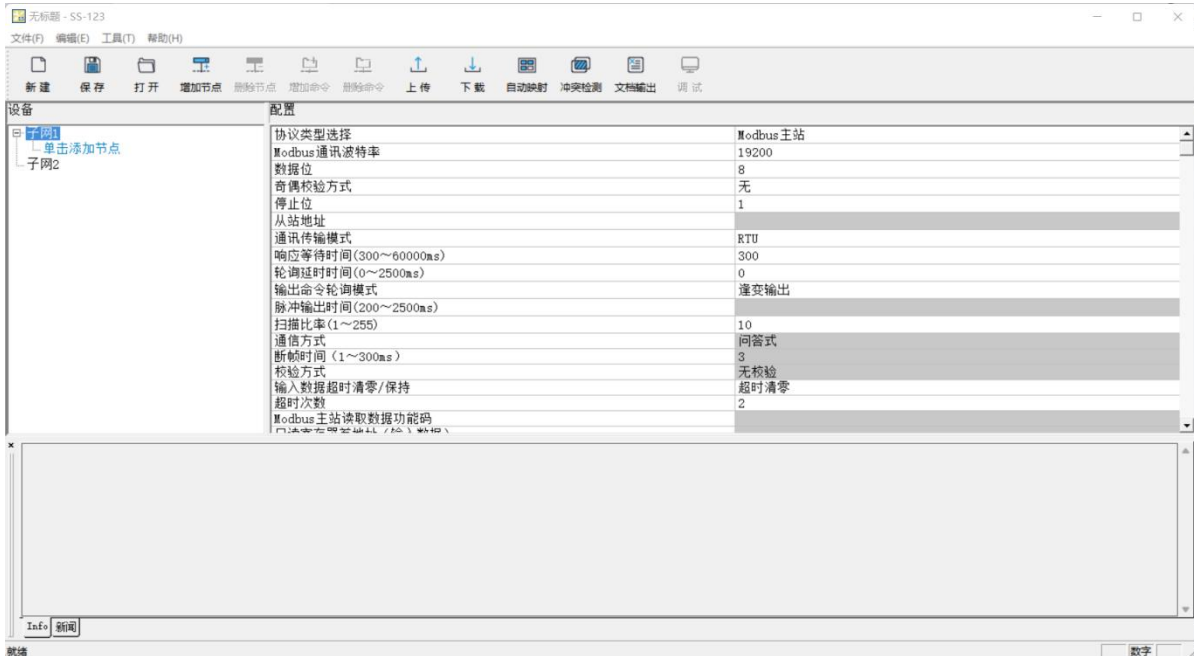 无标题 - SS-123
文件(F) 编辑(E) 工具(T) 帮助(H)
新建 保存 打开 增加节点 删除节点 增加命令 删除命令 上传 下载 自动映射 冲突检测 文档输出 调试
设备
子网1
单击添加节点
子网2
配置
协议类型选择 Modbus主站
Modbus通讯波特率 19200
数据位 8
奇偶校验方式 无
停止位 1
从站地址
通讯传输模式 RTU
响应等待时间(300～60000ms) 300
轮询延时时间(0～2500ms) 0
输出命令轮询模式 逢变输出
脉冲输出时间(200～2500ms)
扫描比率(1～255) 10
通信方式 问答式
断帧时间（1～300ms） 3
校验方式 无校验
输入数据超时清零/保持 超时清零
超时次数 2
Modbus主站读取数据功能码
Info 新闻
就绪 数字